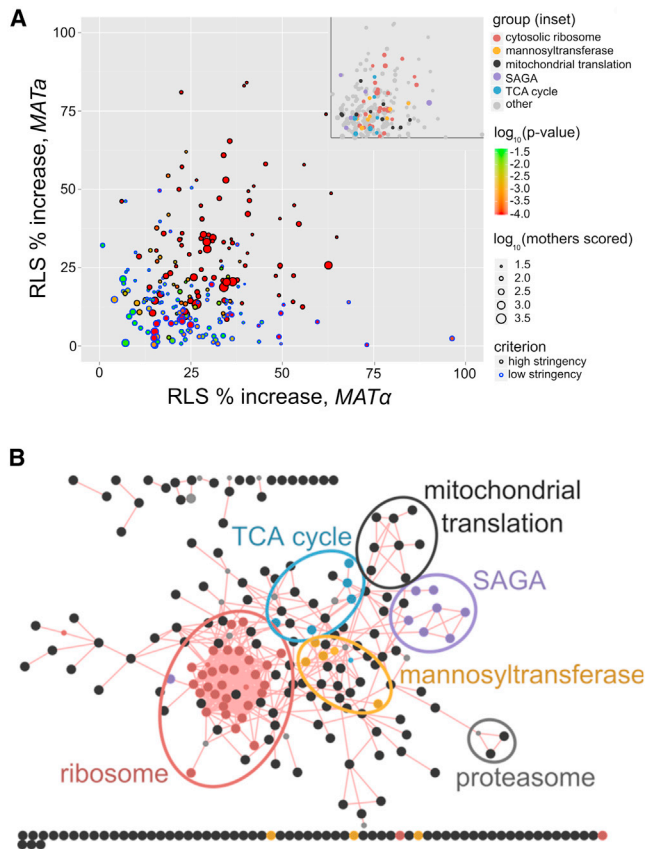 A
100
75
50
25
0
RLS % increase, MATa
0
25
50
75
100
RLS % increase, MATα
group (inset)
cytosolic ribosome
mannosyltransferase
mitochondrial translation
SAGA
TCA cycle
other
log10(p-value)
-1.5
-2.0
-2.5
-3.0
-3.5
-4.0
log10(mothers scored)
1.5
2.0
2.5
3.0
3.5
criterion
high stringency
low stringency
B
mitochondrial
translation
TCA cycle
SAGA
mannosyltransferase
ribosome
proteasome